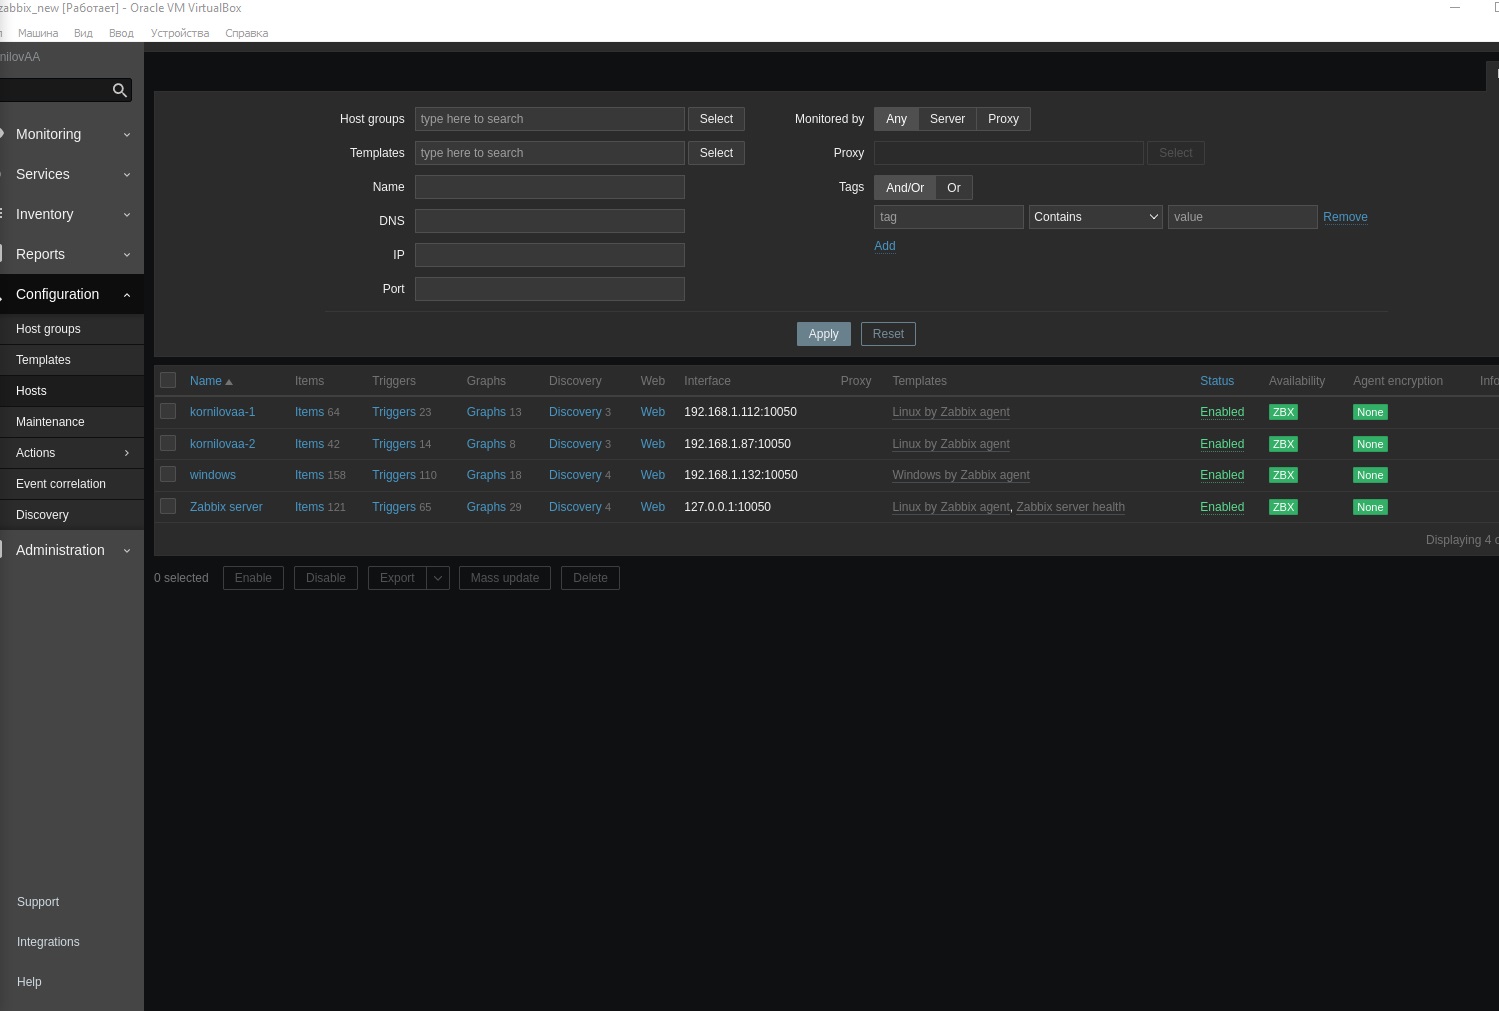 zabbix_new [Работает] - Oracle VM VirtualBox
Машина Вид Ввод Устройства Справка
nilovAA
Monitoring
Services
Inventory
Reports
Configuration
Host groups
Templates
Hosts
Maintenance
Actions
Event correlation
Discovery
Administration
Support
Integrations
Help
Host groups type here to search Select
Templates type here to search Select
Name
DNS
IP
Port
Monitored by Any Server Proxy
Proxy Select
Tags And/Or Or
tag Contains value Remove
Add
Apply Reset
Name Items Triggers Graphs Discovery Web Interface Proxy Templates Status Availability Agent encryption Info
kornilovaa-1 Items 64 Triggers 23 Graphs 13 Discovery 3 Web 192.168.1.112:10050 Linux by Zabbix agent Enabled ZBX None
kornilovaa-2 Items 42 Triggers 14 Graphs 8 Discovery 3 Web 192.168.1.87:10050 Linux by Zabbix agent Enabled ZBX None
windows Items 158 Triggers 110 Graphs 18 Discovery 4 Web 192.168.1.132:10050 Windows by Zabbix agent Enabled ZBX None
Zabbix server Items 121 Triggers 65 Graphs 29 Discovery 4 Web 127.0.0.1:10050 Linux by Zabbix agent, Zabbix server health Enabled ZBX None
Displaying 4
0 selected Enable Disable Export Mass update Delete